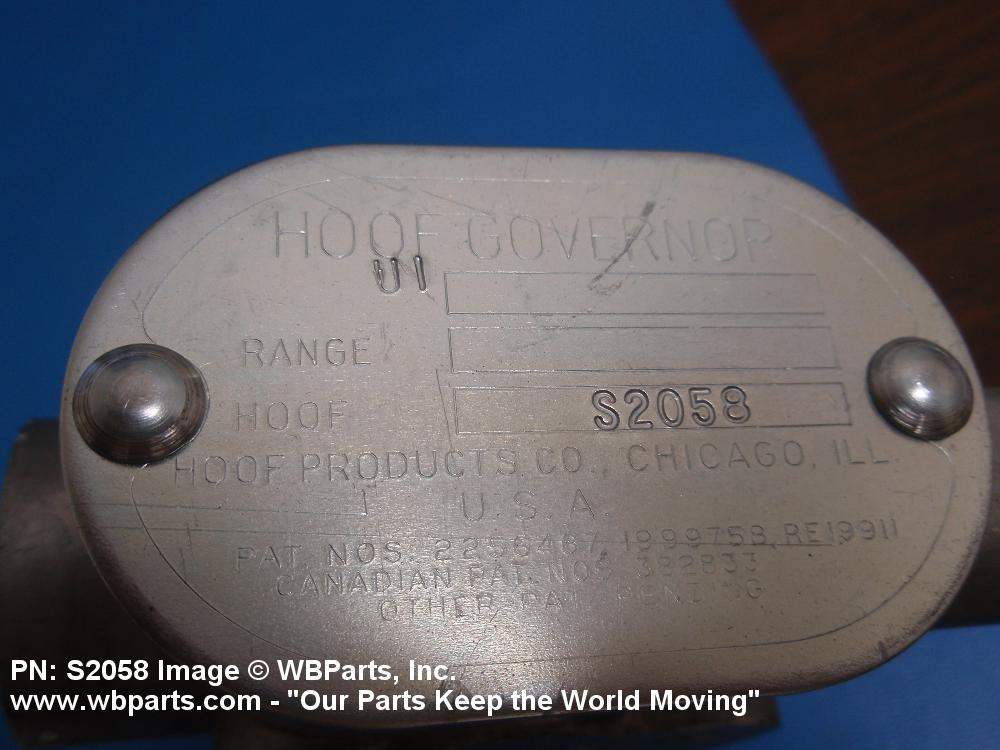 HOOF GOVERNOR
UI
RANGE
HOOF S2058
HOOF PRODUCTS CO., CHICAGO, ILL.
U.S.A.
PAT. NOS. 2256467, 1999758, RE19911
CANADIAN PAT. NOS. 382833
OTHER PAT. PENDING
PN: S2058 Image © WBParts, Inc.
www.wbparts.com - "Our Parts Keep the World Moving"